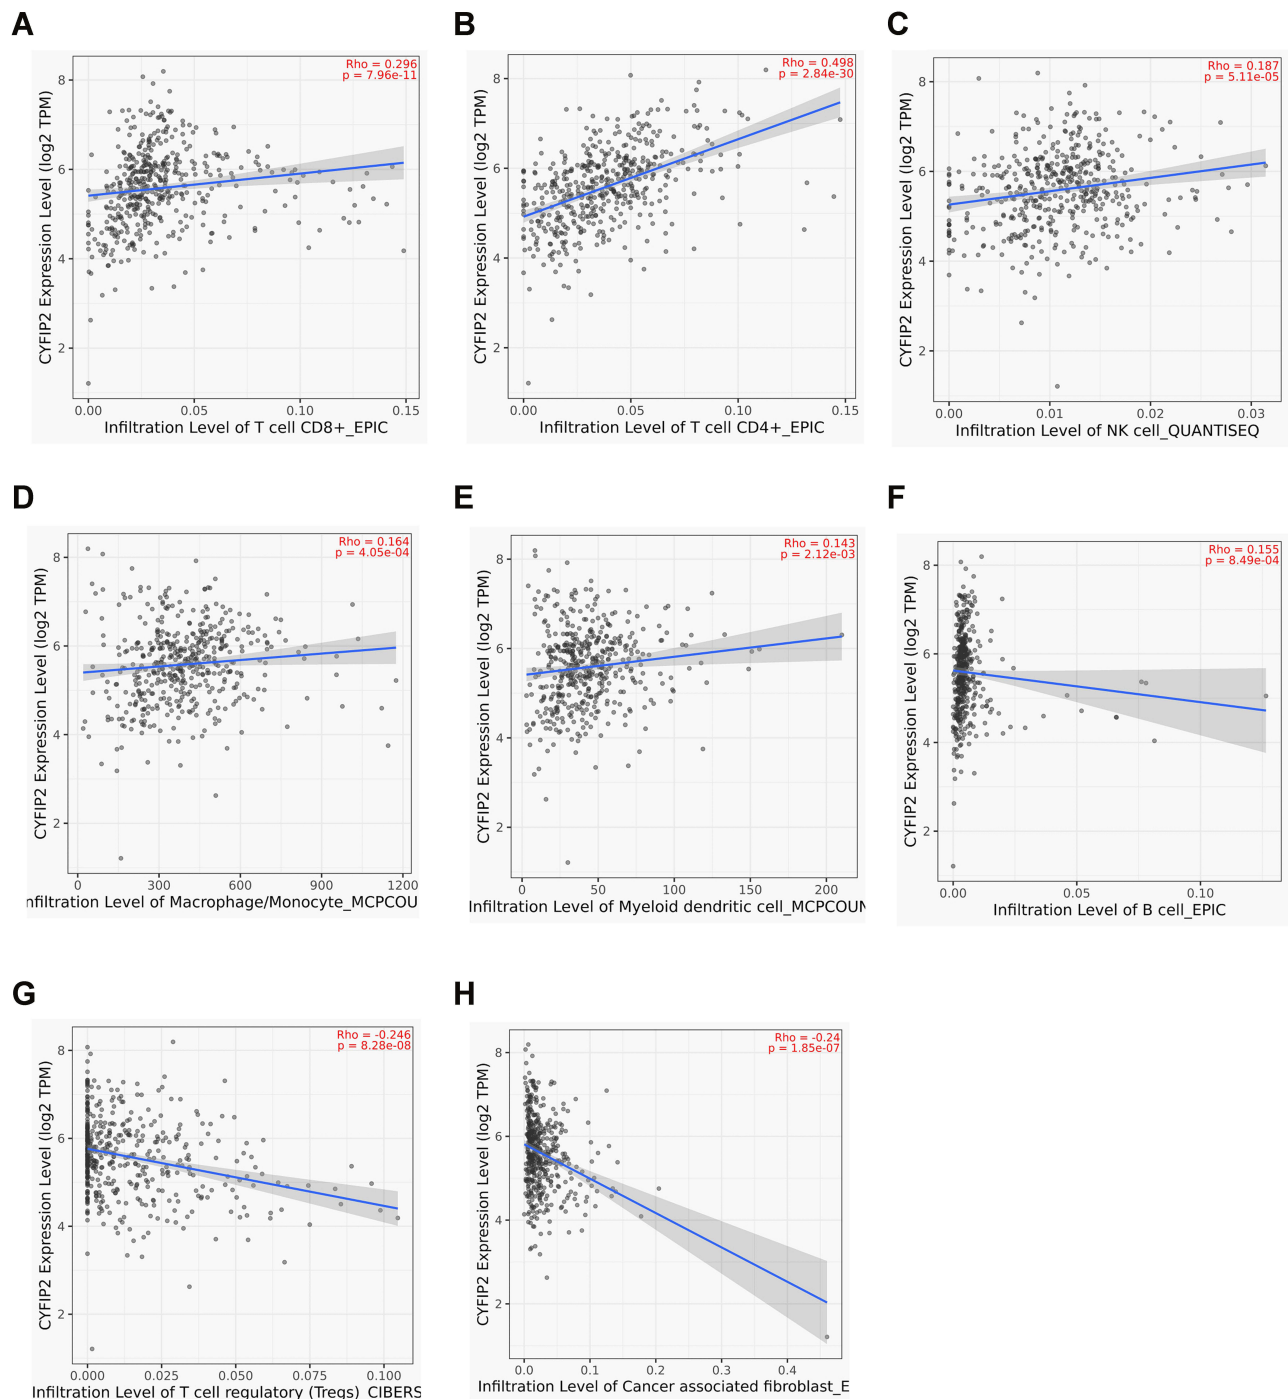 A
Rho = 0.296
p = 7.96e-11
CYFIP2 Expression Level (log2 TPM)
8
6
4
2
0.00 0.05 0.10 0.15
Infiltration Level of T cell CD8+_EPIC
B
Rho = 0.498
p = 2.84e-30
CYFIP2 Expression Level (log2 TPM)
8
6
4
2
0.00 0.05 0.10 0.15
Infiltration Level of T cell CD4+_EPIC
C
Rho = 0.187
p = 5.11e-05
CYFIP2 Expression Level (log2 TPM)
8
6
4
2
0.00 0.01 0.02 0.03
Infiltration Level of NK cell_QUANTISEQ
D
Rho = 0.164
p = 4.05e-04
CYFIP2 Expression Level (log2 TPM)
8
6
4
2
0 300 600 900 1200
nfiltration Level of Macrophage/Monocyte_MCPCOU
E
Rho = 0.143
p = 2.12e-03
CYFIP2 Expression Level (log2 TPM)
8
6
4
2
0 50 100 150 200
nfiltration Level of Myeloid dendritic cell_MCPCOUN
F
Rho = 0.155
p = 8.49e-04
CYFIP2 Expression Level (log2 TPM)
8
6
4
2
0.00 0.05 0.10
Infiltration Level of B cell_EPIC
G
Rho = -0.246
p = 8.28e-08
CYFIP2 Expression Level (log2 TPM)
8
6
4
2
0.000 0.025 0.050 0.075 0.100
Infiltration Level of T cell regulatory (Tregs)_CIBERS
H
Rho = -0.24
p = 1.85e-07
CYFIP2 Expression Level (log2 TPM)
8
6
4
2
0.0 0.1 0.2 0.3 0.4
Infiltration Level of Cancer associated fibroblast_E